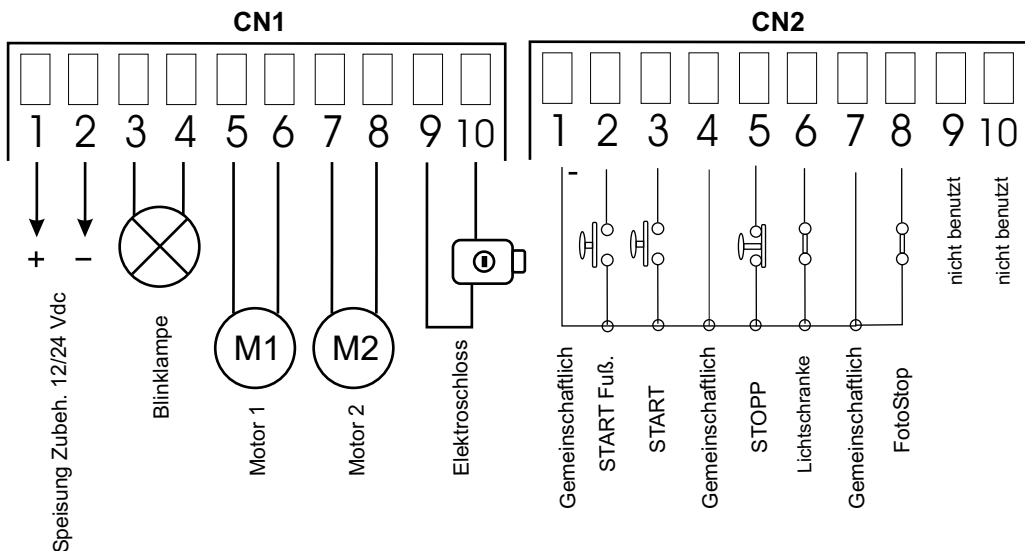 CN1
CN2
1 2 3 4 5 6 7 8 9 10
1 2 3 4 5 6 7 8 9 10
+
−
-
M1
M2
Speisung Zubeh. 12/24 Vdc
Blinklampe
Motor 1
Motor 2
Elektroschloss
Gemeinschaftlich
START Fuß.
START
Gemeinschaftlich
STOPP
Lichtschranke
Gemeinschaftlich
FotoStop
nicht benutzt
nicht benutzt